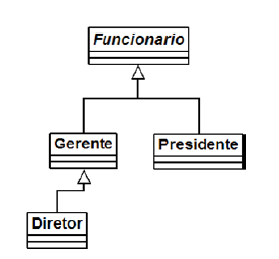 Funcionario
Gerente
Presidente
Diretor